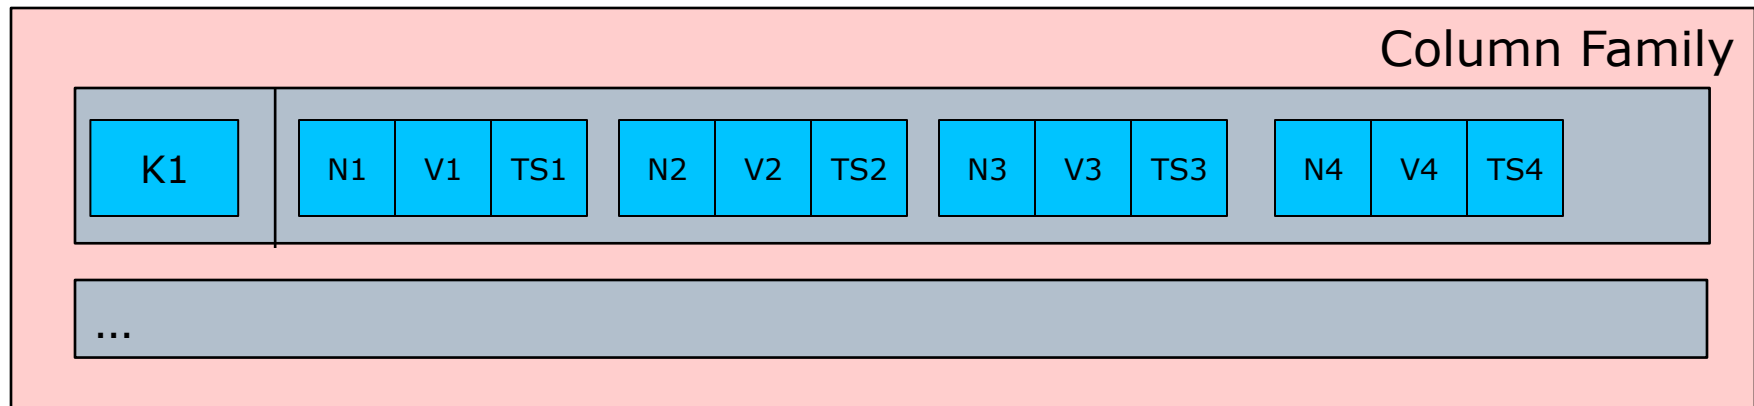 Column Family
K1 N1 V1 TS1 N2 V2 TS2 N3 V3 TS3 N4 V4 TS4
...